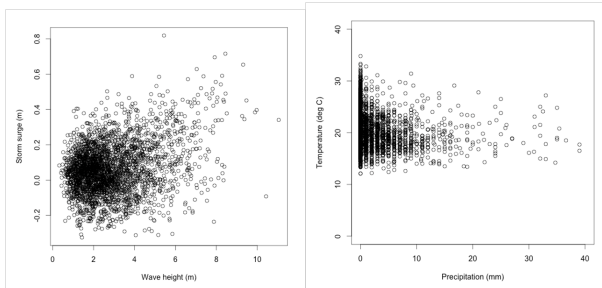 0.8
0.6
0.4
0.2
0.0
-0.2
Storm surge (m)
0 2 4 6 8 10
Wave height (m)
40
30
20
10
0
Temperature (deg C)
0 10 20 30 40
Precipitation (mm)